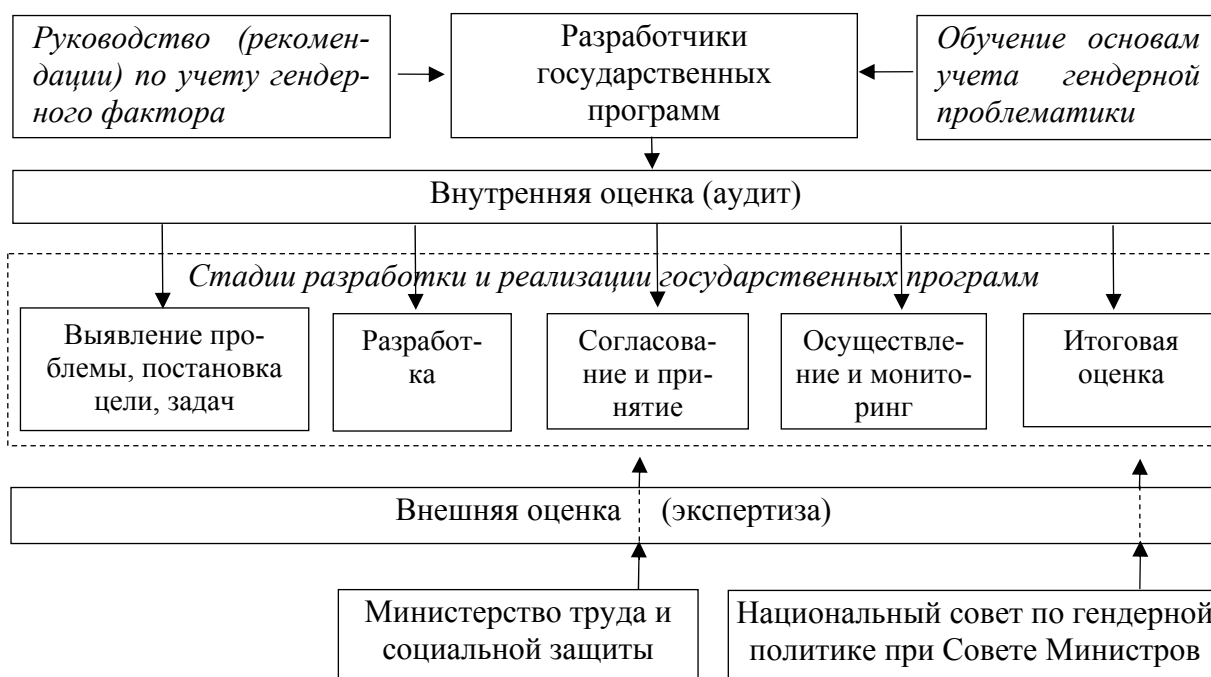 Руководство (рекомен-
дации) по учету гендер-
ного фактора
Разработчики
государственных
программ
Обучение основам
учета гендерной
проблематики
Внутренняя оценка (аудит)
Стадии разработки и реализации государственных программ
Выявление про-
блемы, постановка
цели, задач
Разработ-
ка
Согласова-
ние и при-
нятие
Осуществле-
ние и монито-
ринг
Итоговая
оценка
Внешняя оценка (экспертиза)
Министерство труда и
социальной защиты
Национальный совет по гендерной
политике при Совете Министров